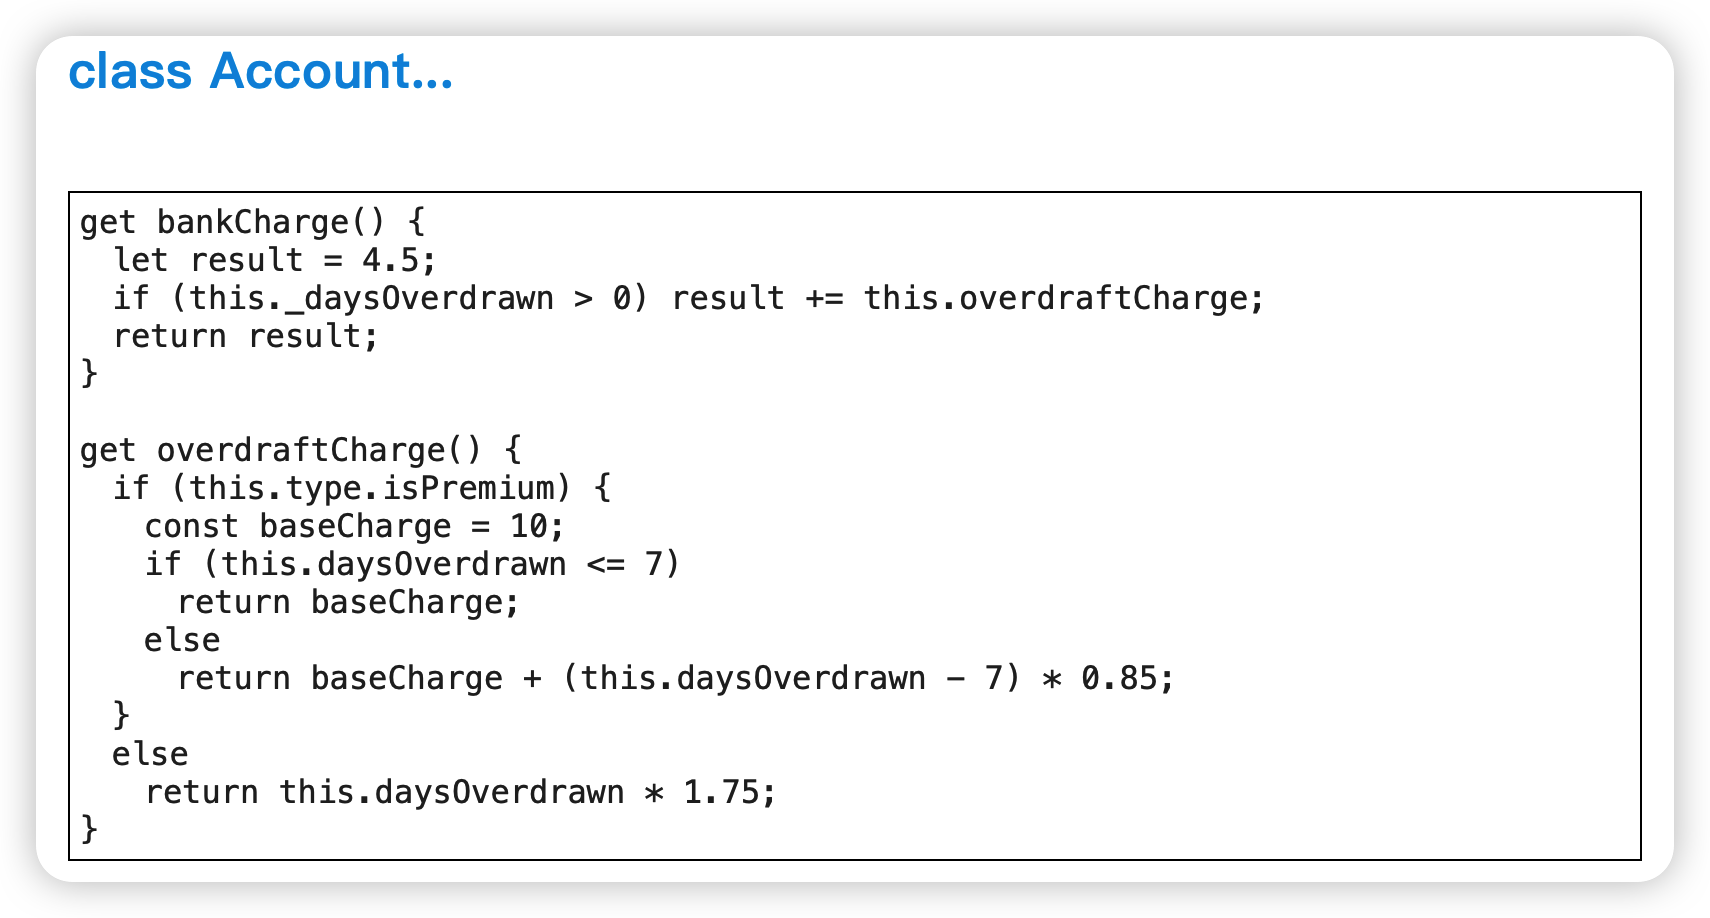 class Account...
get bankCharge() {
  let result = 4.5;
  if (this._daysOverdrawn > 0) result += this.overdraftCharge;
  return result;
}

get overdraftCharge() {
  if (this.type.isPremium) {
    const baseCharge = 10;
    if (this.daysOverdrawn <= 7)
      return baseCharge;
    else
      return baseCharge + (this.daysOverdrawn - 7) * 0.85;
  }
  else
    return this.daysOverdrawn * 1.75;
}